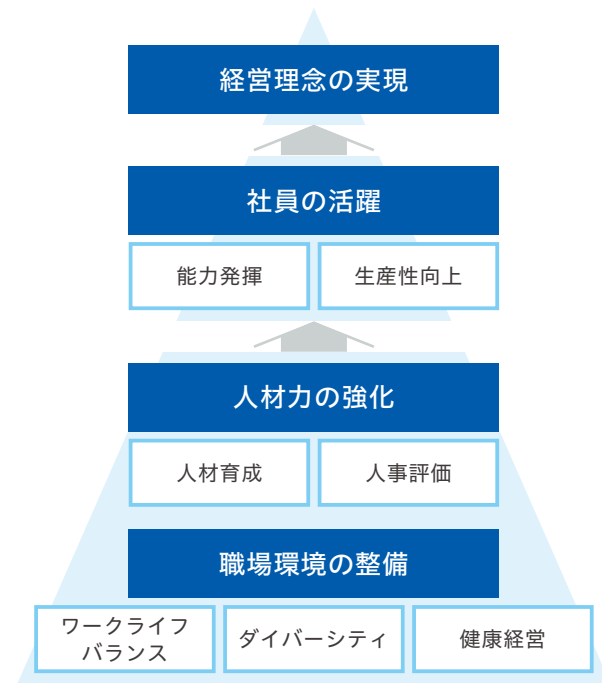 経営理念の実現
社員の活躍
能力発揮
生産性向上
人材力の強化
人材育成
人事評価
職場環境の整備
ワークライフ
バランス
ダイバーシティ
健康経営